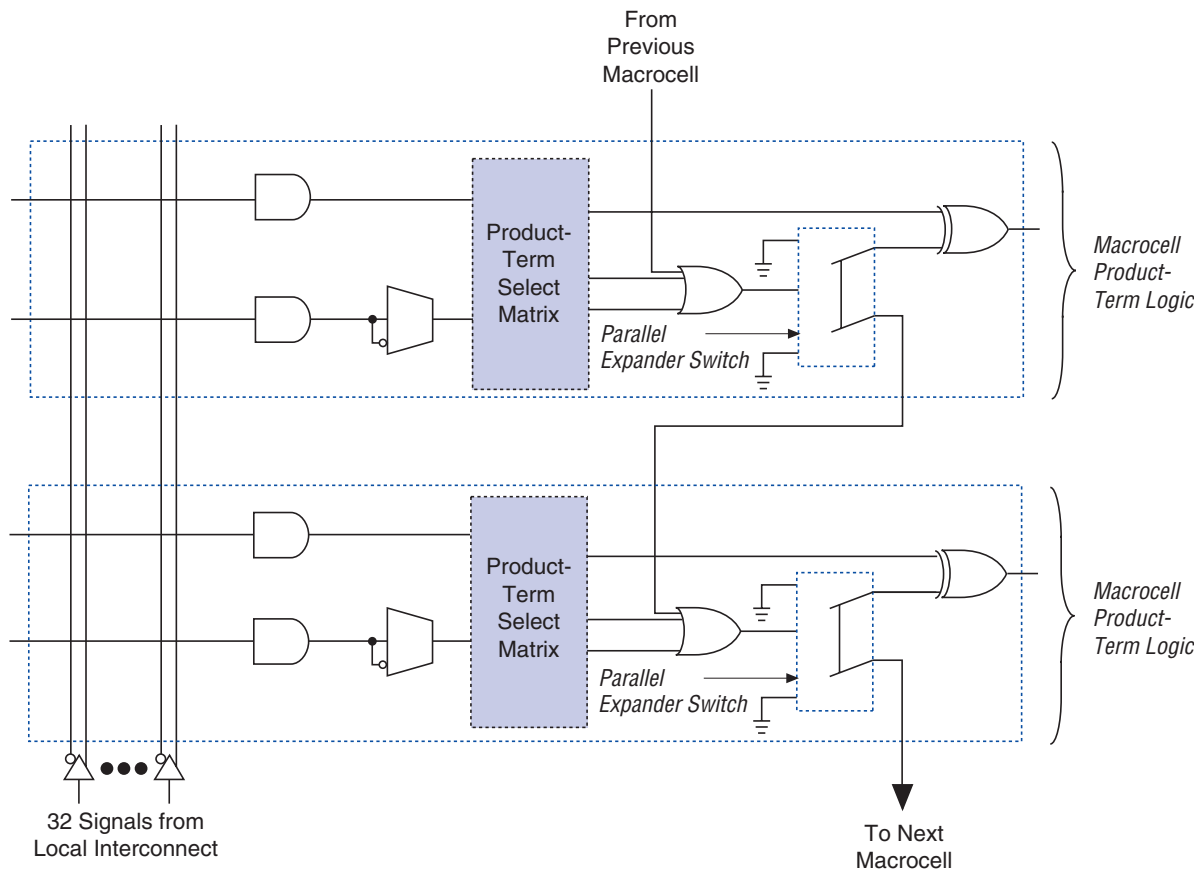 From
Previous
Macrocell
Product-
Term
Select
Matrix
Parallel
Expander Switch
Macrocell
Product-
Term Logic
Product-
Term
Select
Matrix
Parallel
Expander Switch
Macrocell
Product-
Term Logic
32 Signals from
Local Interconnect
To Next
Macrocell